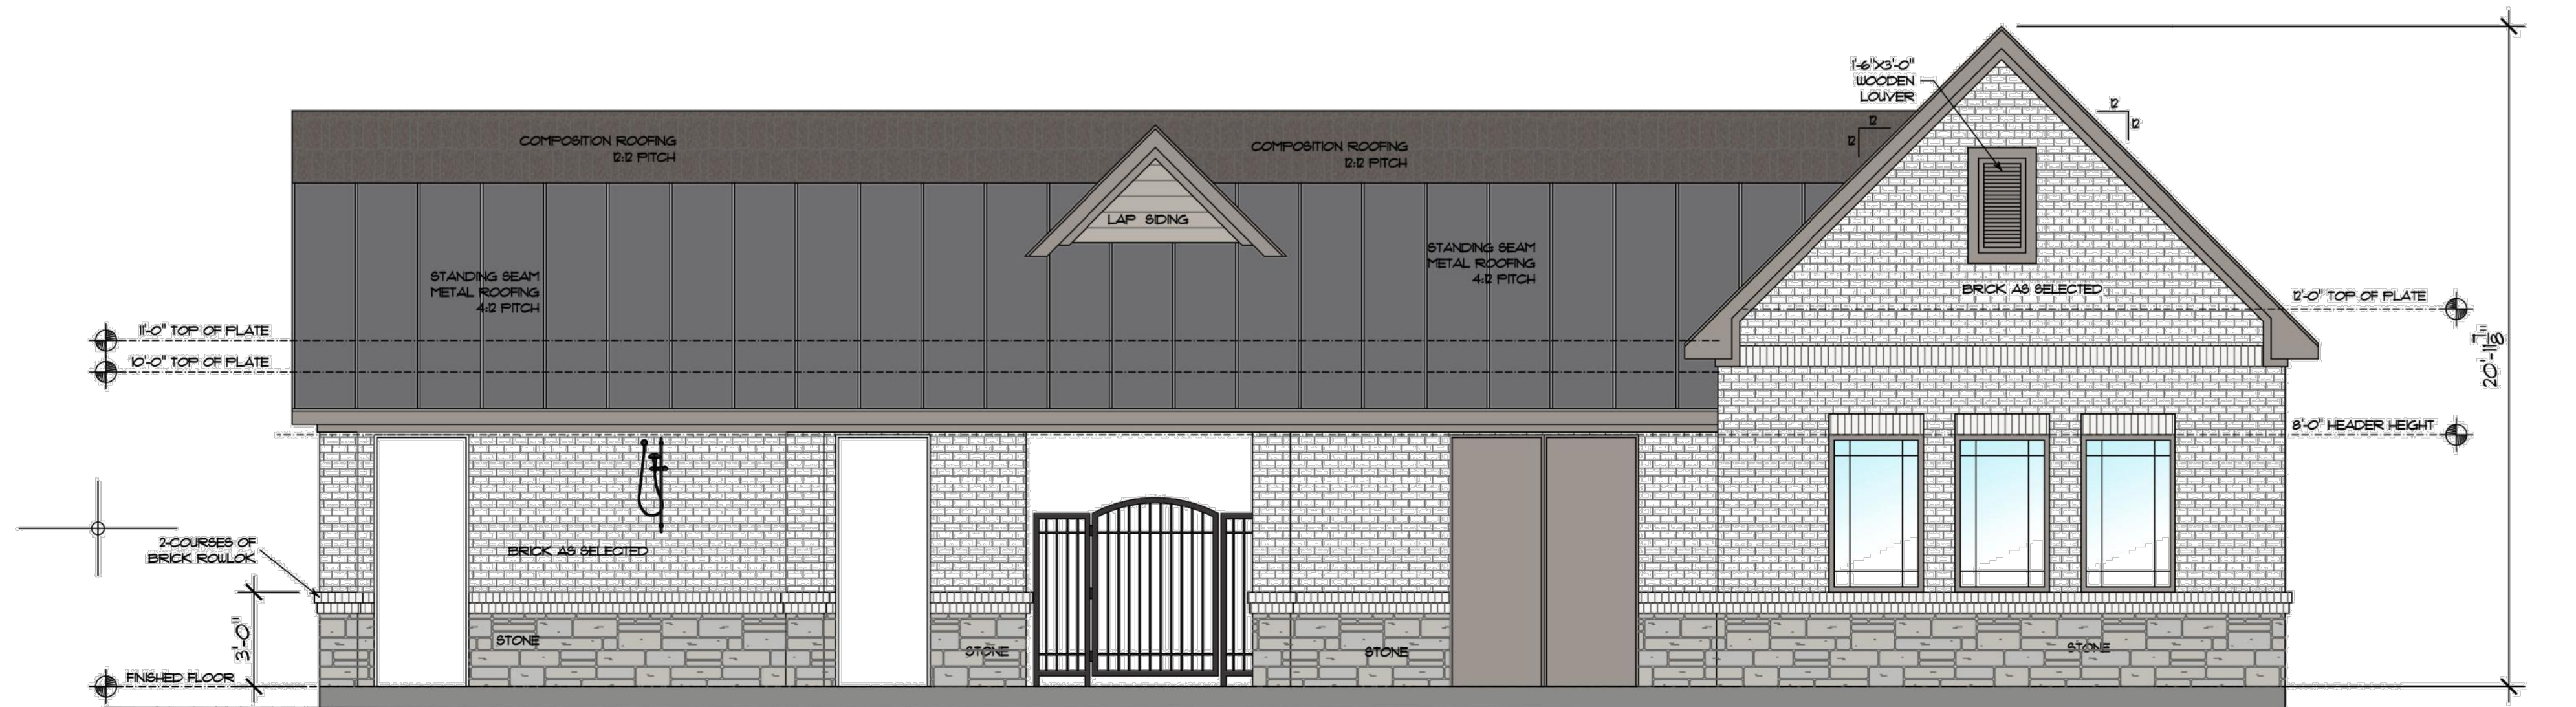 1'-6"X3'-0"
WOODEN
LOUVER
12
12
12
12
COMPOSITION ROOFING
12:12 PITCH
COMPOSITION ROOFING
12:12 PITCH
LAP SIDING
STANDING SEAM
METAL ROOFING
4:12 PITCH
STANDING SEAM
METAL ROOFING
4:12 PITCH
BRICK AS SELECTED
12'-0" TOP OF PLATE
11'-0" TOP OF PLATE
10'-0" TOP OF PLATE
20'-11 7/8"
8'-0" HEADER HEIGHT
2-COURSES OF
BRICK ROWLOK
BRICK AS SELECTED
3'-0"
STONE
STONE
STONE
STONE
FINISHED FLOOR